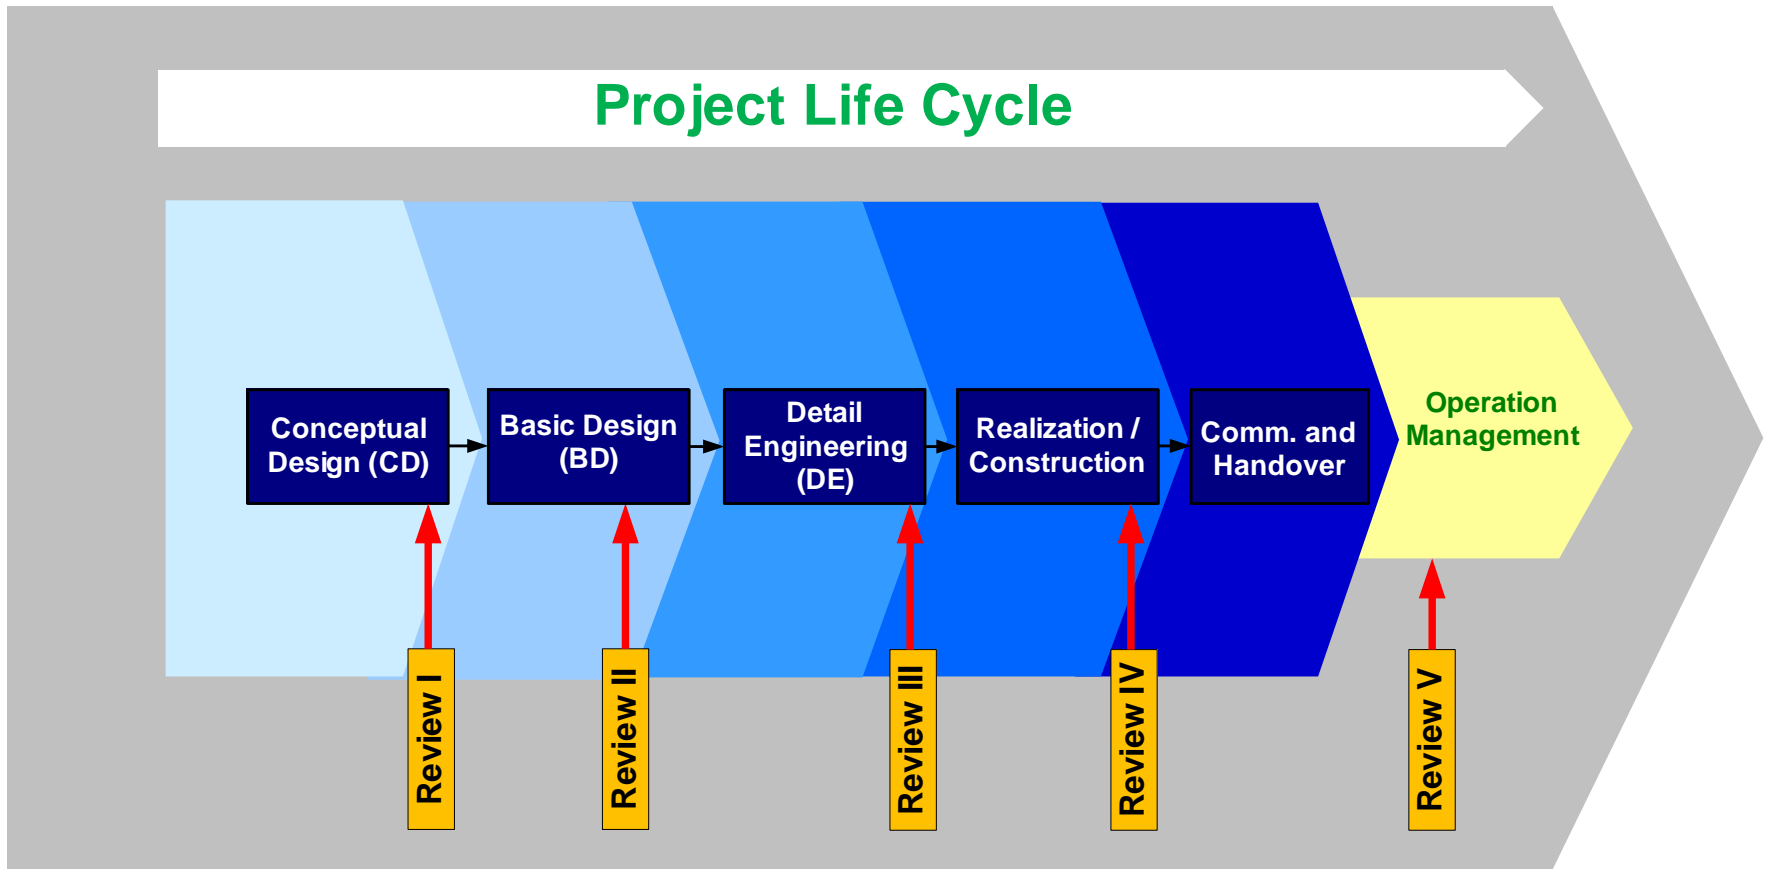 Project Life Cycle
Conceptual
Design (CD)
Basic Design
(BD)
Detail
Engineering
(DE)
Realization /
Construction
Comm. and
Handover
Operation
Management
Review I
Review II
Review III
Review IV
Review V